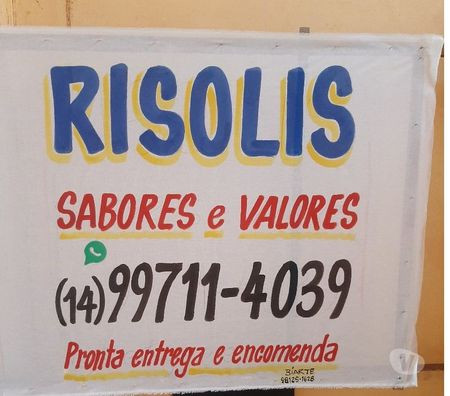 RISOLIS
SABORES e VALORES
(14)99711-4039
Pronta entrega e encomenda